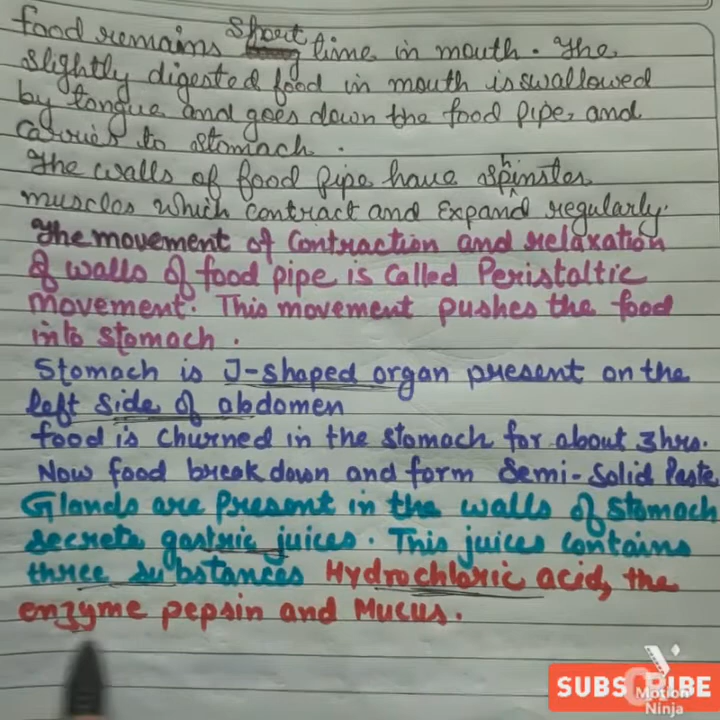 food remains short time in mouth. The
slightly digested food in mouth is swallowed
by tongue and goes down the food pipe, and
carries to stomach.
The walls of food pipe have sphinster
muscles which contract and Expand regularly.
The movement of Contraction and relaxation
of walls of food pipe is called Peristaltic
movement. This movement pushes the food
into stomach.
Stomach is J-shaped organ present on the
left side of abdomen
food is churned in the stomach for about 3hrs.
Now food break down and form Semi-Solid Paste
Glands are present in the walls of stomach
secrete gastric juices. This juices contains
three substances Hydrochloric acid, the
enzyme pepsin and Mucus.
SUBSCRIBE
Motion
Ninja